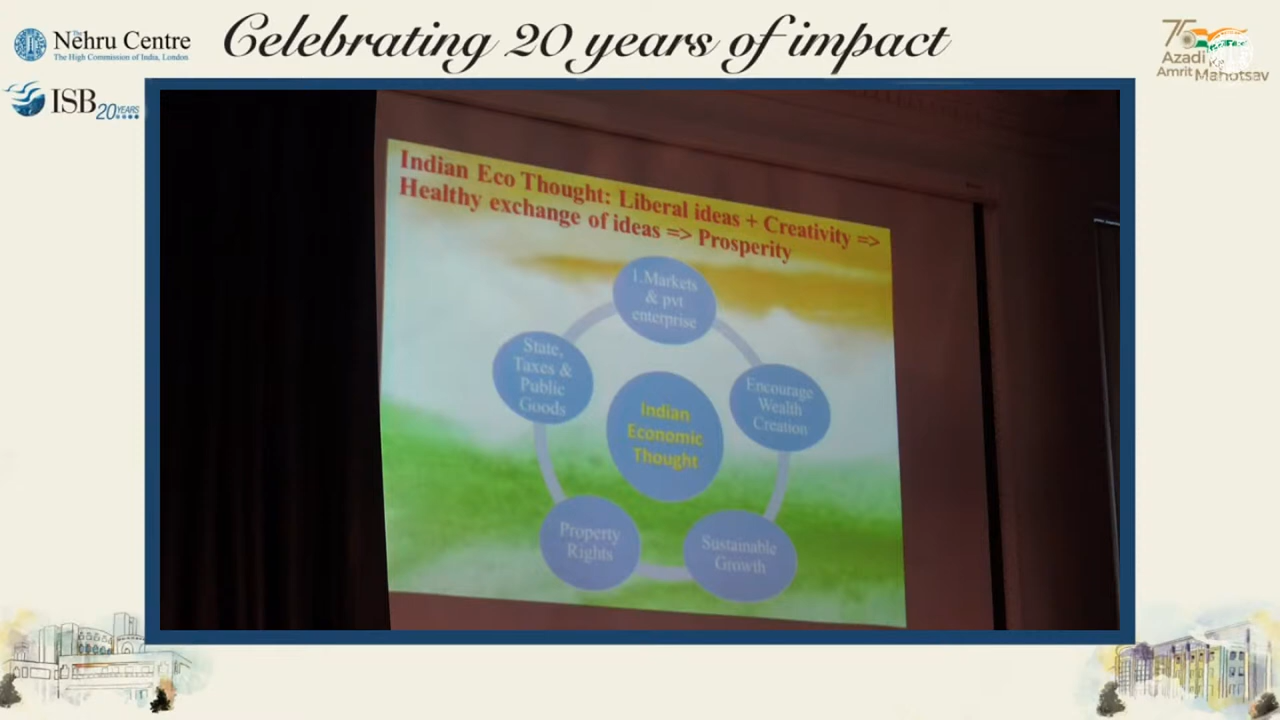 The
Nehru Centre
The High Commission of India, London
ISB 20 YEARS
Celebrating 20 years of impact
75
Azadi
Amrit Mahotsav
Indian Eco Thought: Liberal ideas + Creativity =>
Healthy exchange of ideas => Prosperity
1.Markets
& pvt
enterprise
State,
Taxes &
Public
Goods
Encourage
Wealth
Creation
Indian
Economic
Thought
Property
Rights
Sustainable
Growth